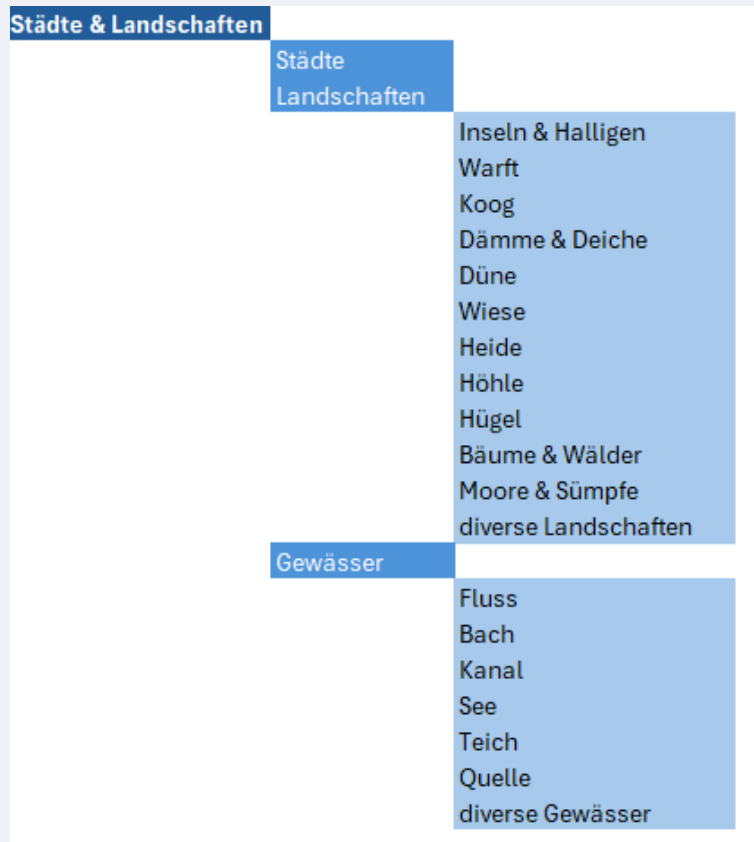 Städte & Landschaften
Städte
Landschaften
Inseln & Halligen
Warft
Koog
Dämme & Deiche
Düne
Wiese
Heide
Höhle
Hügel
Bäume & Wälder
Moore & Sümpfe
diverse Landschaften
Gewässer
Fluss
Bach
Kanal
See
Teich
Quelle
diverse Gewässer